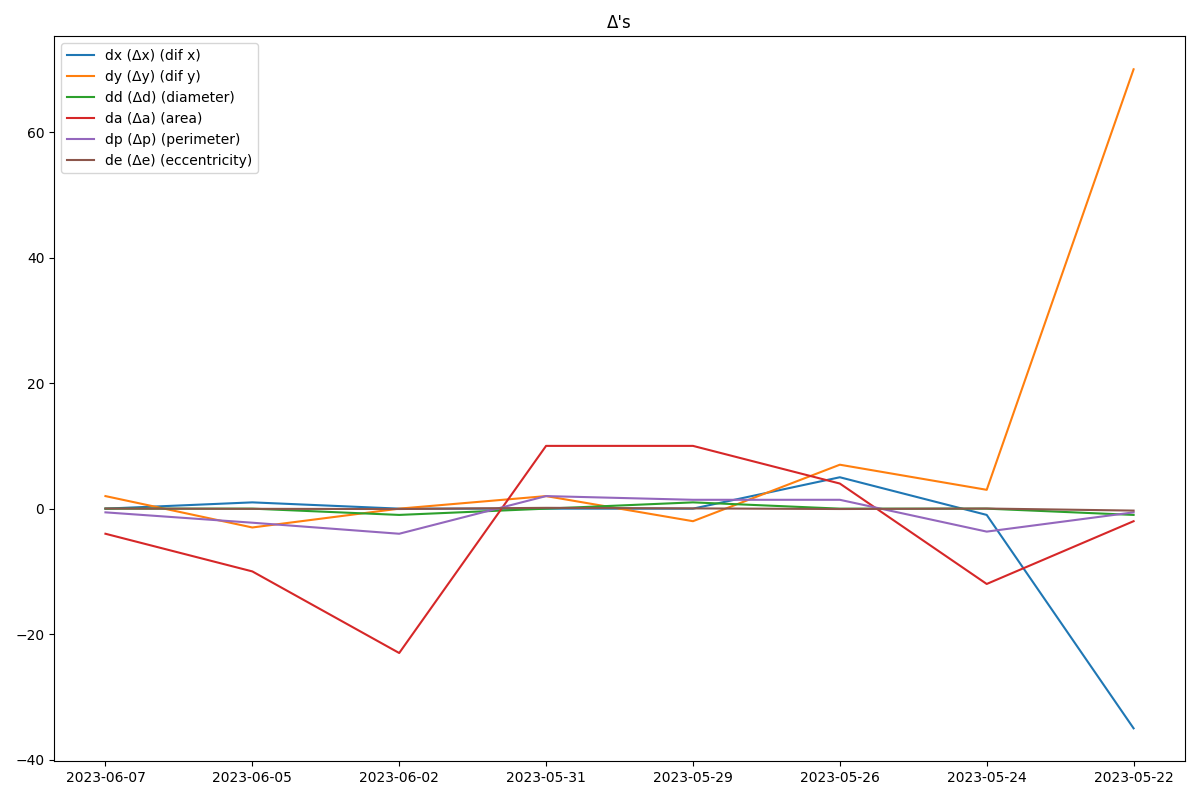 Δ's
dx (Δx) (dif x)
dy (Δy) (dif y)
dd (Δd) (diameter)
da (Δa) (area)
dp (Δp) (perimeter)
de (Δe) (eccentricity)
60
40
20
0
−20
−40
2023-06-07 2023-06-05 2023-06-02 2023-05-31 2023-05-29 2023-05-26 2023-05-24 2023-05-22